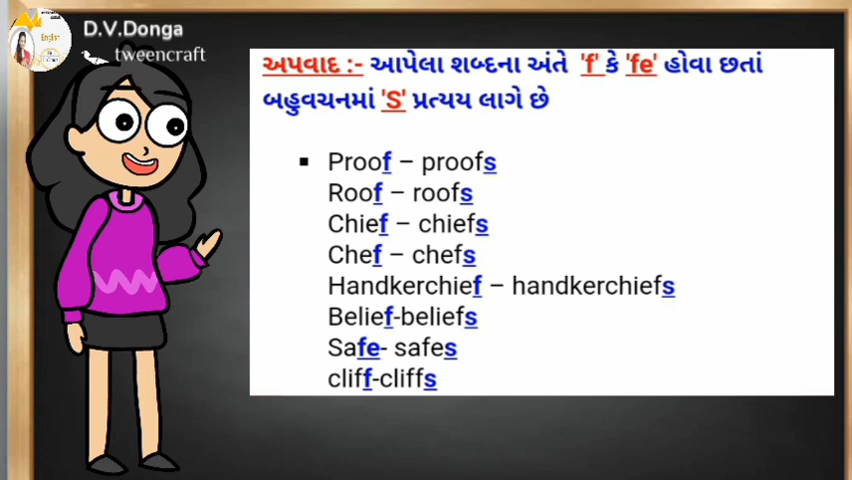 D.V.Donga
tweencraft
English
અપવાદ :- આપેલા શબ્દના અંતે 'f' કે 'fe' હોવા છતાં
બહુવચનમાં 'S' પ્રત્યય લાગે છે
▪ Proof – proofs
Roof – roofs
Chief – chiefs
Chef – chefs
Handkerchief – handkerchiefs
Belief-beliefs
Safe- safes
cliff-cliffs